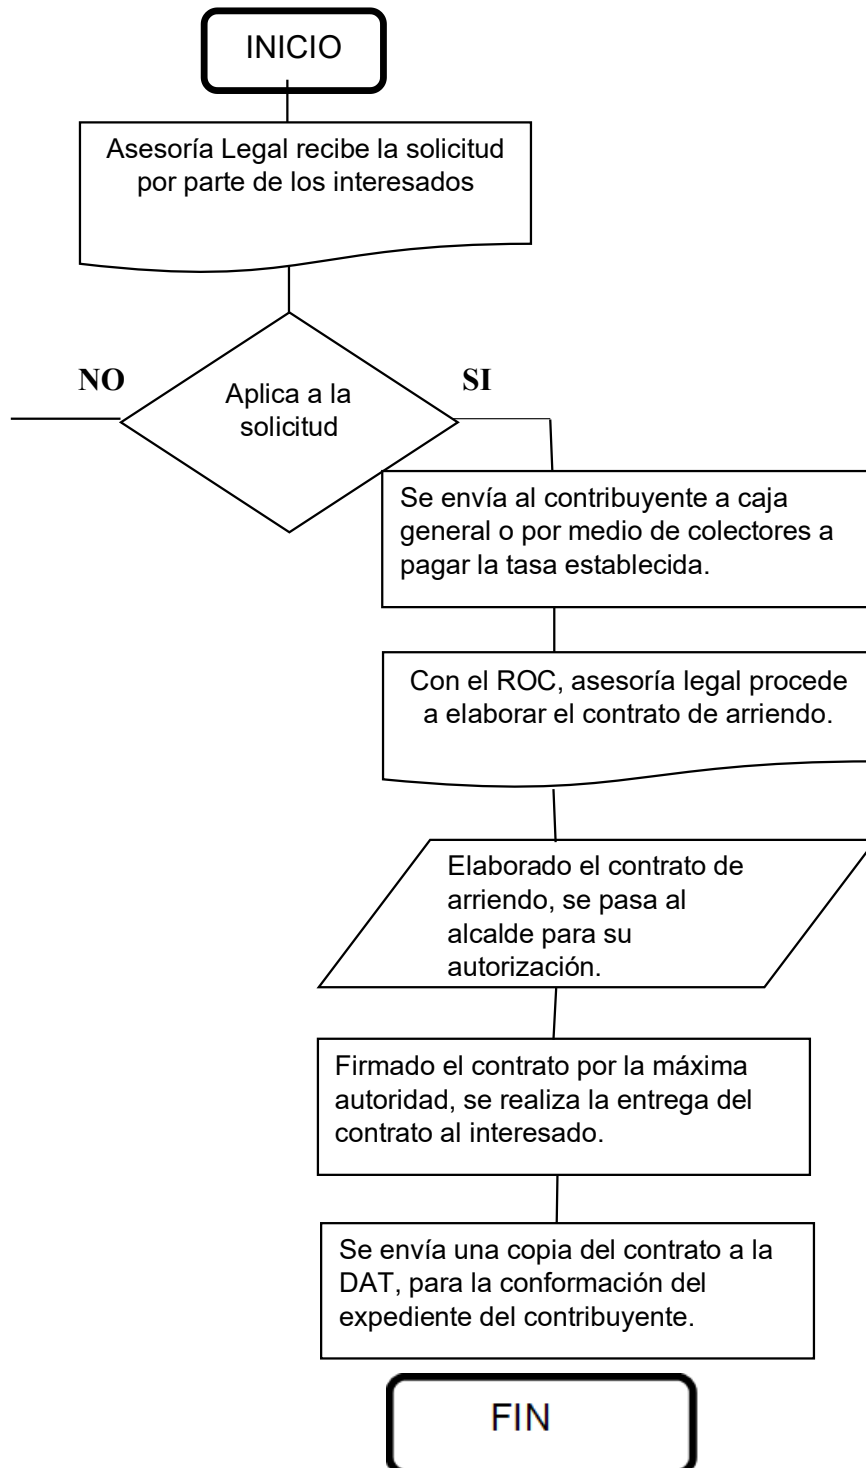 INICIO
Asesoría Legal recibe la solicitud
por parte de los interesados
NO
SI
Aplica a la
solicitud
Se envía al contribuyente a caja
general o por medio de colectores a
pagar la tasa establecida.
Con el ROC, asesoría legal procede
a elaborar el contrato de arriendo.
Elaborado el contrato de
arriendo, se pasa al
alcalde para su
autorización.
Firmado el contrato por la máxima
autoridad, se realiza la entrega del
contrato al interesado.
Se envía una copia del contrato a la
DAT, para la conformación del
expediente del contribuyente.
FIN